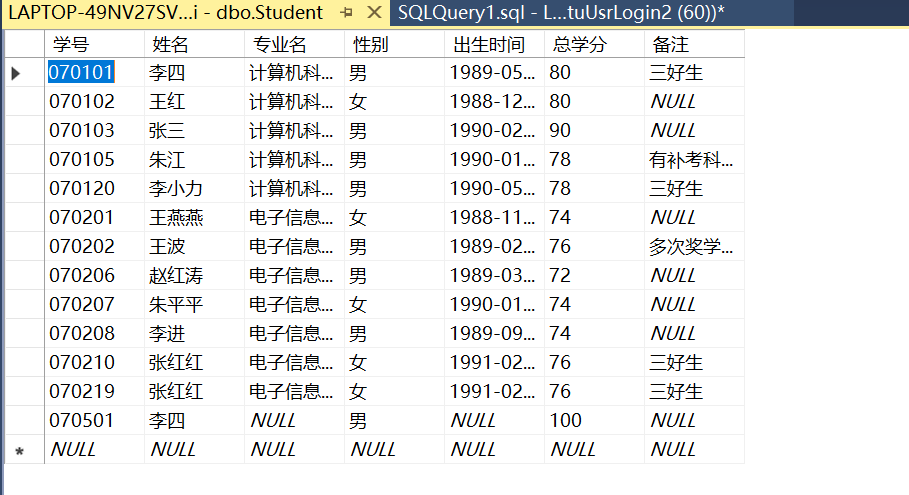 LAPTOP-49NV27SV...i - dbo.Student SQLQuery1.sql - L...tuUsrLogin2 (60))*
学号 姓名 专业名 性别 出生时间 总学分 备注
070101 李四 计算机科... 男 1989-05... 80 三好生
070102 王红 计算机科... 女 1988-12... 80 NULL
070103 张三 计算机科... 男 1990-02... 90 NULL
070105 朱江 计算机科... 男 1990-01... 78 有补考科...
070120 李小力 计算机科... 男 1990-05... 78 三好生
070201 王燕燕 电子信息... 女 1988-11... 74 NULL
070202 王波 电子信息... 男 1989-02... 76 多次奖学...
070206 赵红涛 电子信息... 男 1989-03... 72 NULL
070207 朱平平 电子信息... 女 1990-01... 74 NULL
070208 李进 电子信息... 男 1989-09... 74 NULL
070210 张红红 电子信息... 女 1991-02... 76 三好生
070219 张红红 电子信息... 女 1991-02... 76 三好生
070501 李四 NULL 男 NULL 100 NULL
* NULL NULL NULL NULL NULL NULL NULL